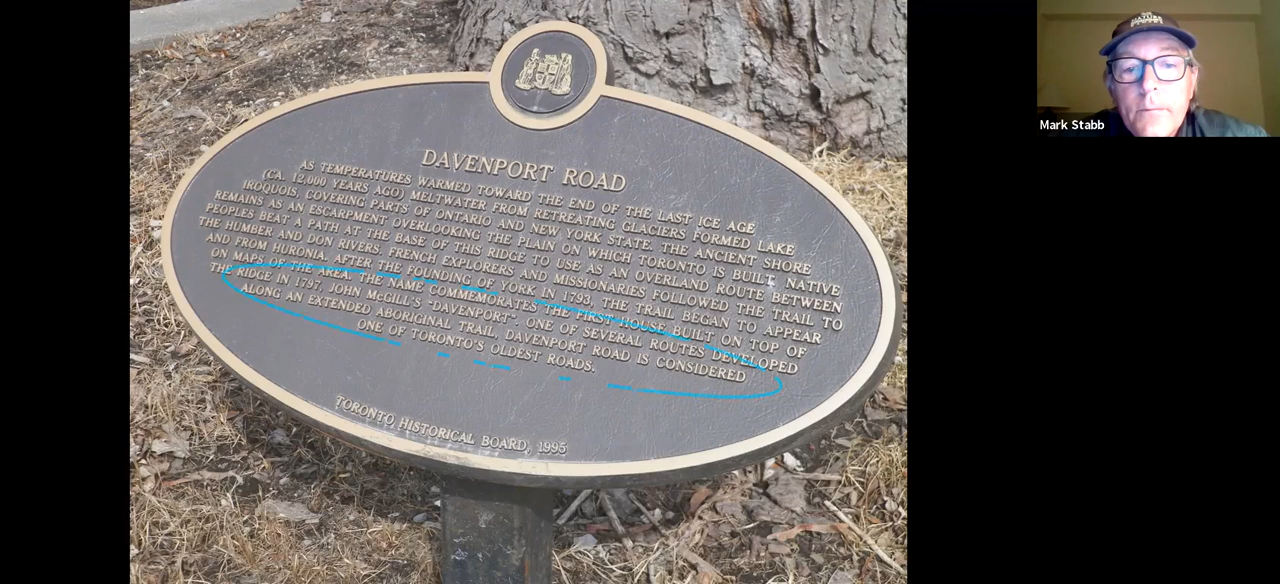 DAVENPORT ROAD
AS TEMPERATURES WARMED TOWARD THE END OF THE LAST ICE AGE
(CA. 12,000 YEARS AGO) MELTWATER FROM RETREATING GLACIERS FORMED LAKE
IROQUOIS, COVERING PARTS OF ONTARIO AND NEW YORK STATE. THE ANCIENT SHORE
REMAINS AS AN ESCARPMENT OVERLOOKING THE PLAIN ON WHICH TORONTO IS BUILT. NATIVE
PEOPLES BEAT A PATH AT THE BASE OF THIS RIDGE TO USE AS AN OVERLAND ROUTE BETWEEN
THE HUMBER AND DON RIVERS. FRENCH EXPLORERS AND MISSIONARIES FOLLOWED THE TRAIL TO
AND FROM HURONIA. AFTER THE FOUNDING OF YORK IN 1793, THE TRAIL BEGAN TO APPEAR
ON MAPS OF THE AREA. THE NAME COMMEMORATES THE FIRST HOUSE BUILT ON TOP OF
THE RIDGE IN 1797, JOHN McGILL'S "DAVENPORT". ONE OF SEVERAL ROUTES DEVELOPED
ALONG AN EXTENDED ABORIGINAL TRAIL, DAVENPORT ROAD IS CONSIDERED
ONE OF TORONTO'S OLDEST ROADS.
TORONTO HISTORICAL BOARD, 1995
NATURE
Mark Stabb